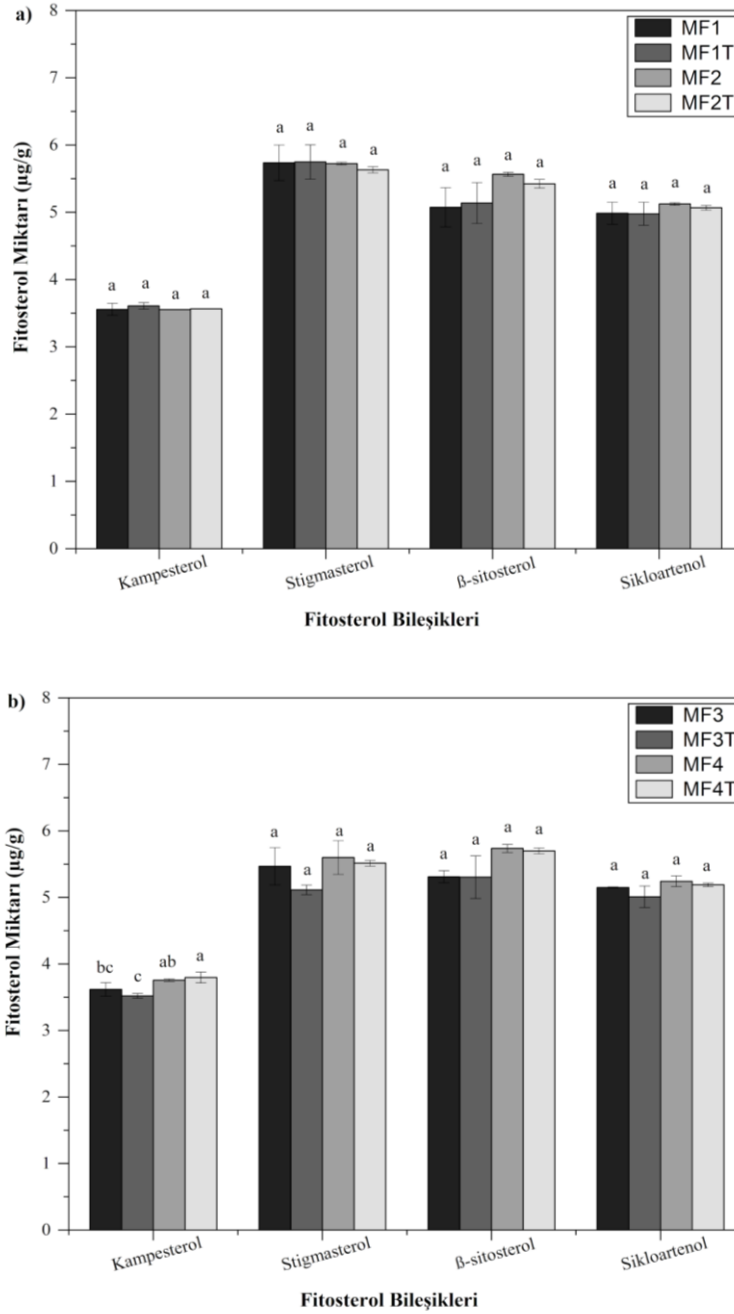 a)
8
7
6
5
4
3
2
1
0
Fitosterol Miktarı (µg/g)
MF1
MF1T
MF2
MF2T
a a a a
a a a a
a a a a
a a a a
Kampesterol Stigmasterol ß-sitosterol Sikloartenol
Fitosterol Bileşikleri
b)
8
7
6
5
4
3
2
1
0
Fitosterol Miktarı (µg/g)
MF3
MF3T
MF4
MF4T
bc c ab a
a a a a
a a a a
a a a a
Kampesterol Stigmasterol ß-sitosterol Sikloartenol
Fitosterol Bileşikleri